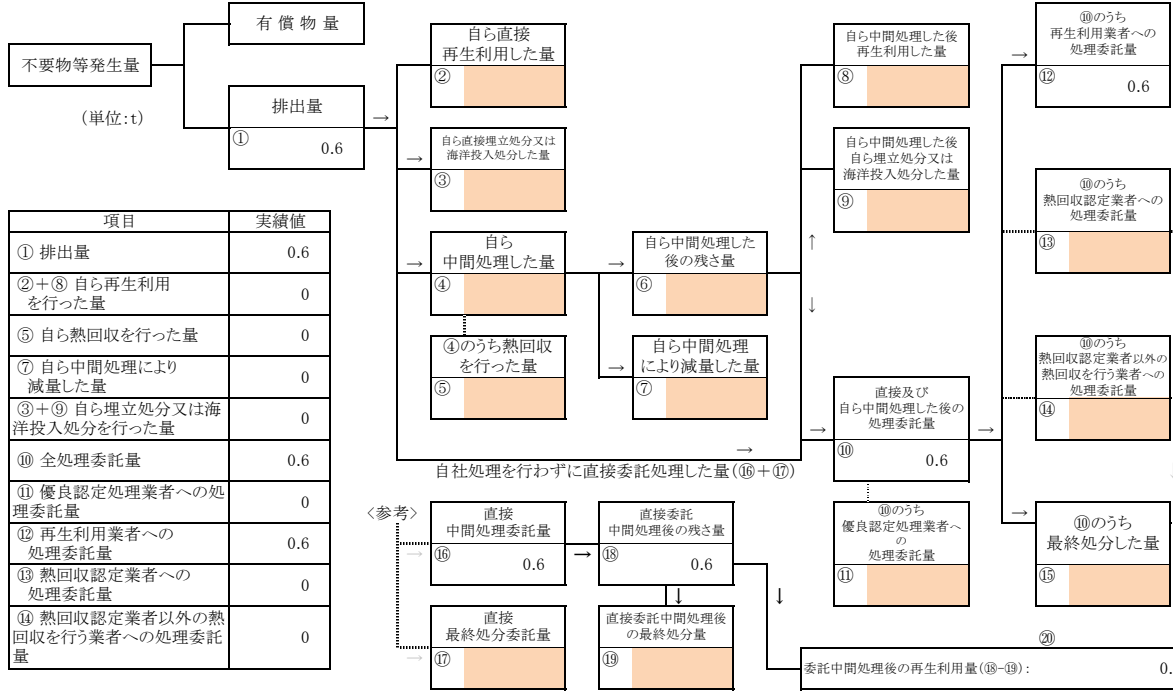 有 償 物 量
不要物等発生量
(単位:t)
排出量
① 0.6
→
自ら直接
再生利用した量
②
→
自ら直接埋立処分又は
海洋投入処分した量
③
→
自ら
中間処理した量
④
④のうち熱回収
を行った量
⑤
→
自ら中間処理した
後の残さ量
⑥
→
自ら中間処理
により減量した量
⑦
自ら中間処理した後
再生利用した量
⑧
自ら中間処理した後
自ら埋立処分又は
海洋投入処分した量
⑨
↑
↓
→
自社処理を行わずに直接委託処理した量(⑯+⑰)
→
直接及び
自ら中間処理した後の
処理委託量
⑩ 0.6
→
⑩のうち
優良認定処理業者へ
の
処理委託量
⑪
→
⑩のうち
再生利用業者への
処理委託量
⑫ 0.6
⑩のうち
熱回収認定業者への
処理委託量
⑬
⑩のうち
熱回収認定業者以外の
熱回収を行う業者への
処理委託量
⑭
→
⑩のうち
最終処分した量
⑮
項目 実績値
① 排出量 0.6
②+⑧ 自ら再生利用
を行った量 0
⑤ 自ら熱回収を行った量 0
⑦ 自ら中間処理により
減量した量 0
③+⑨ 自ら埋立処分又は海
洋投入処分を行った量 0
⑩ 全処理委託量 0.6
⑪ 優良認定処理業者への処
理委託量 0
⑫ 再生利用業者への
処理委託量 0.6
⑬ 熱回収認定業者への
処理委託量 0
⑭ 熱回収認定業者以外の熱
回収を行う業者への処理委託
量 0
〈参考〉
→
直接
中間処理委託量
⑯ 0.6
→
直接委託
中間処理後の残さ量
⑱ 0.6
↓
↓
→
直接
最終処分委託量
⑰
直接委託中間処理後
の最終処分量
⑲
⑳
委託中間処理後の再生利用量(⑱-⑲): 0.